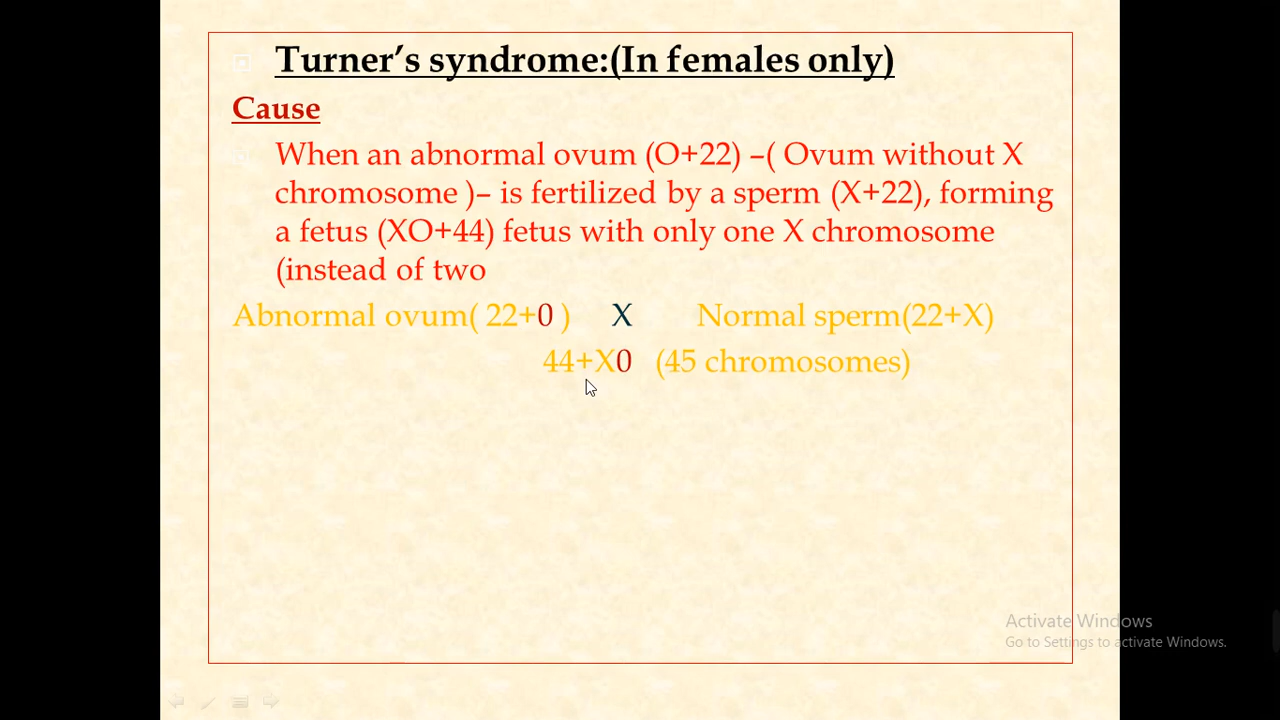 Turner’s syndrome:(In females only)
Cause
When an abnormal ovum (O+22) –( Ovum without X
chromosome )– is fertilized by a sperm (X+22), forming
a fetus (XO+44) fetus with only one X chromosome
(instead of two
Abnormal ovum( 22+0 ) X Normal sperm(22+X)
44+X0 (45 chromosomes)
Activate Windows
Go to Settings to activate Windows.